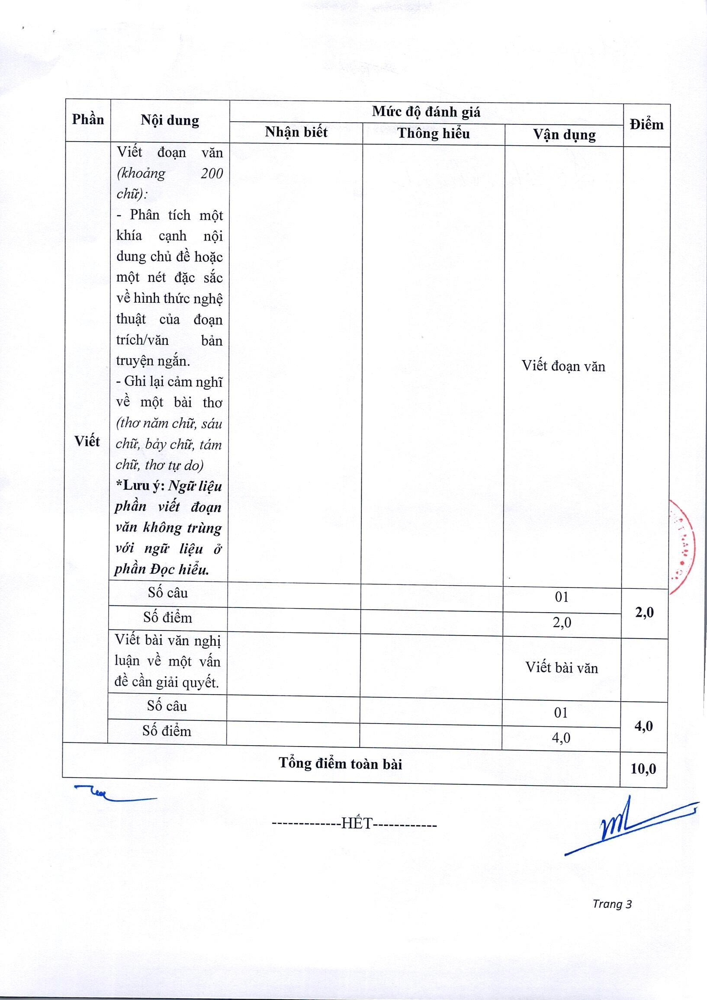 Phần
Nội dung
Mức độ đánh giá
Điểm
Nhận biết
Thông hiểu
Vận dụng
Viết
Viết đoạn văn
(khoảng 200
chữ):
- Phân tích một
khía cạnh nội
dung chủ đề hoặc
một nét đặc sắc
về hình thức nghệ
thuật của đoạn
trích/văn bản
truyện ngắn.
- Ghi lại cảm nghĩ
về một bài thơ
(thơ năm chữ, sáu
chữ, bảy chữ, tám
chữ, thơ tự do)
*Lưu ý: Ngữ liệu
phần viết đoạn
văn không trùng
với ngữ liệu ở
phần Đọc hiểu.
Viết đoạn văn
Số câu
01
2,0
Số điểm
2,0
Viết bài văn nghị
luận về một vấn
đề cần giải quyết.
Viết bài văn
Số câu
01
4,0
Số điểm
4,0
Tổng điểm toàn bài
10,0
-------------HẾT------------
Trang 3